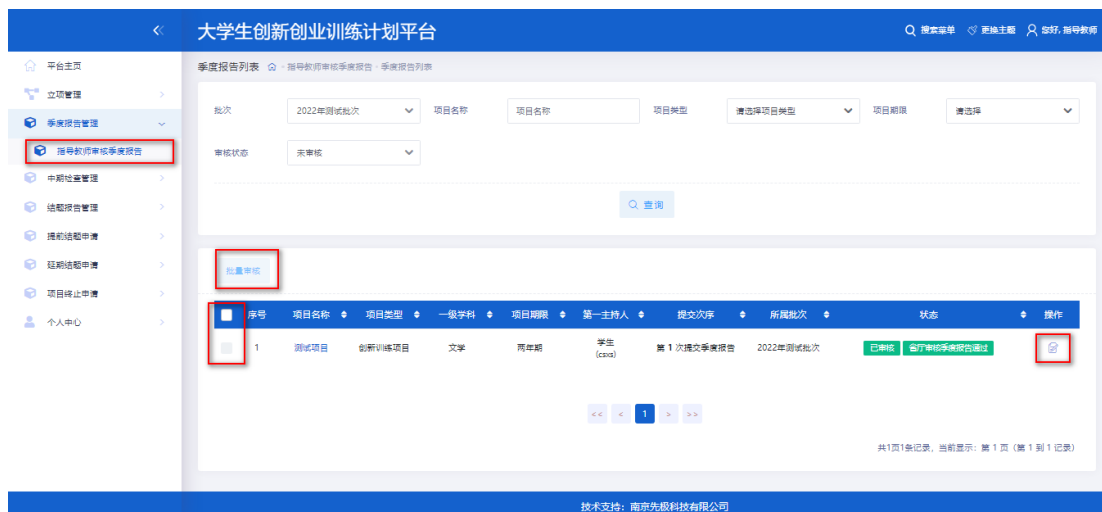 大学生创新创业训练计划平台
搜索菜单 更换主题 您好, 指导教师
平台主页
立项管理
季度报告管理
指导教师审核季度报告
中期检查管理
结题报告管理
提前结题申请
延期结题申请
项目终止申请
个人中心
季度报告列表 - 指导教师审核季度报告 - 季度报告列表
批次 2022年测试批次 项目名称 项目名称 项目类型 请选择项目类型 项目期限 请选择
审核状态 未审核
查询
批量审核
序号 项目名称 项目类型 一级学科 项目期限 第一主持人 提交次序 所属批次 状态 操作
1 测试项目 创新训练项目 文学 两年期 学生 第 1 次提交季度报告 2022年测试批次 已审核 省厅审核季度报告通过
(csxs)
<< < 1 > >>
共1页1条记录, 当前显示: 第 1 页 (第 1 到 1 记录)
技术支持: 南京先极科技有限公司